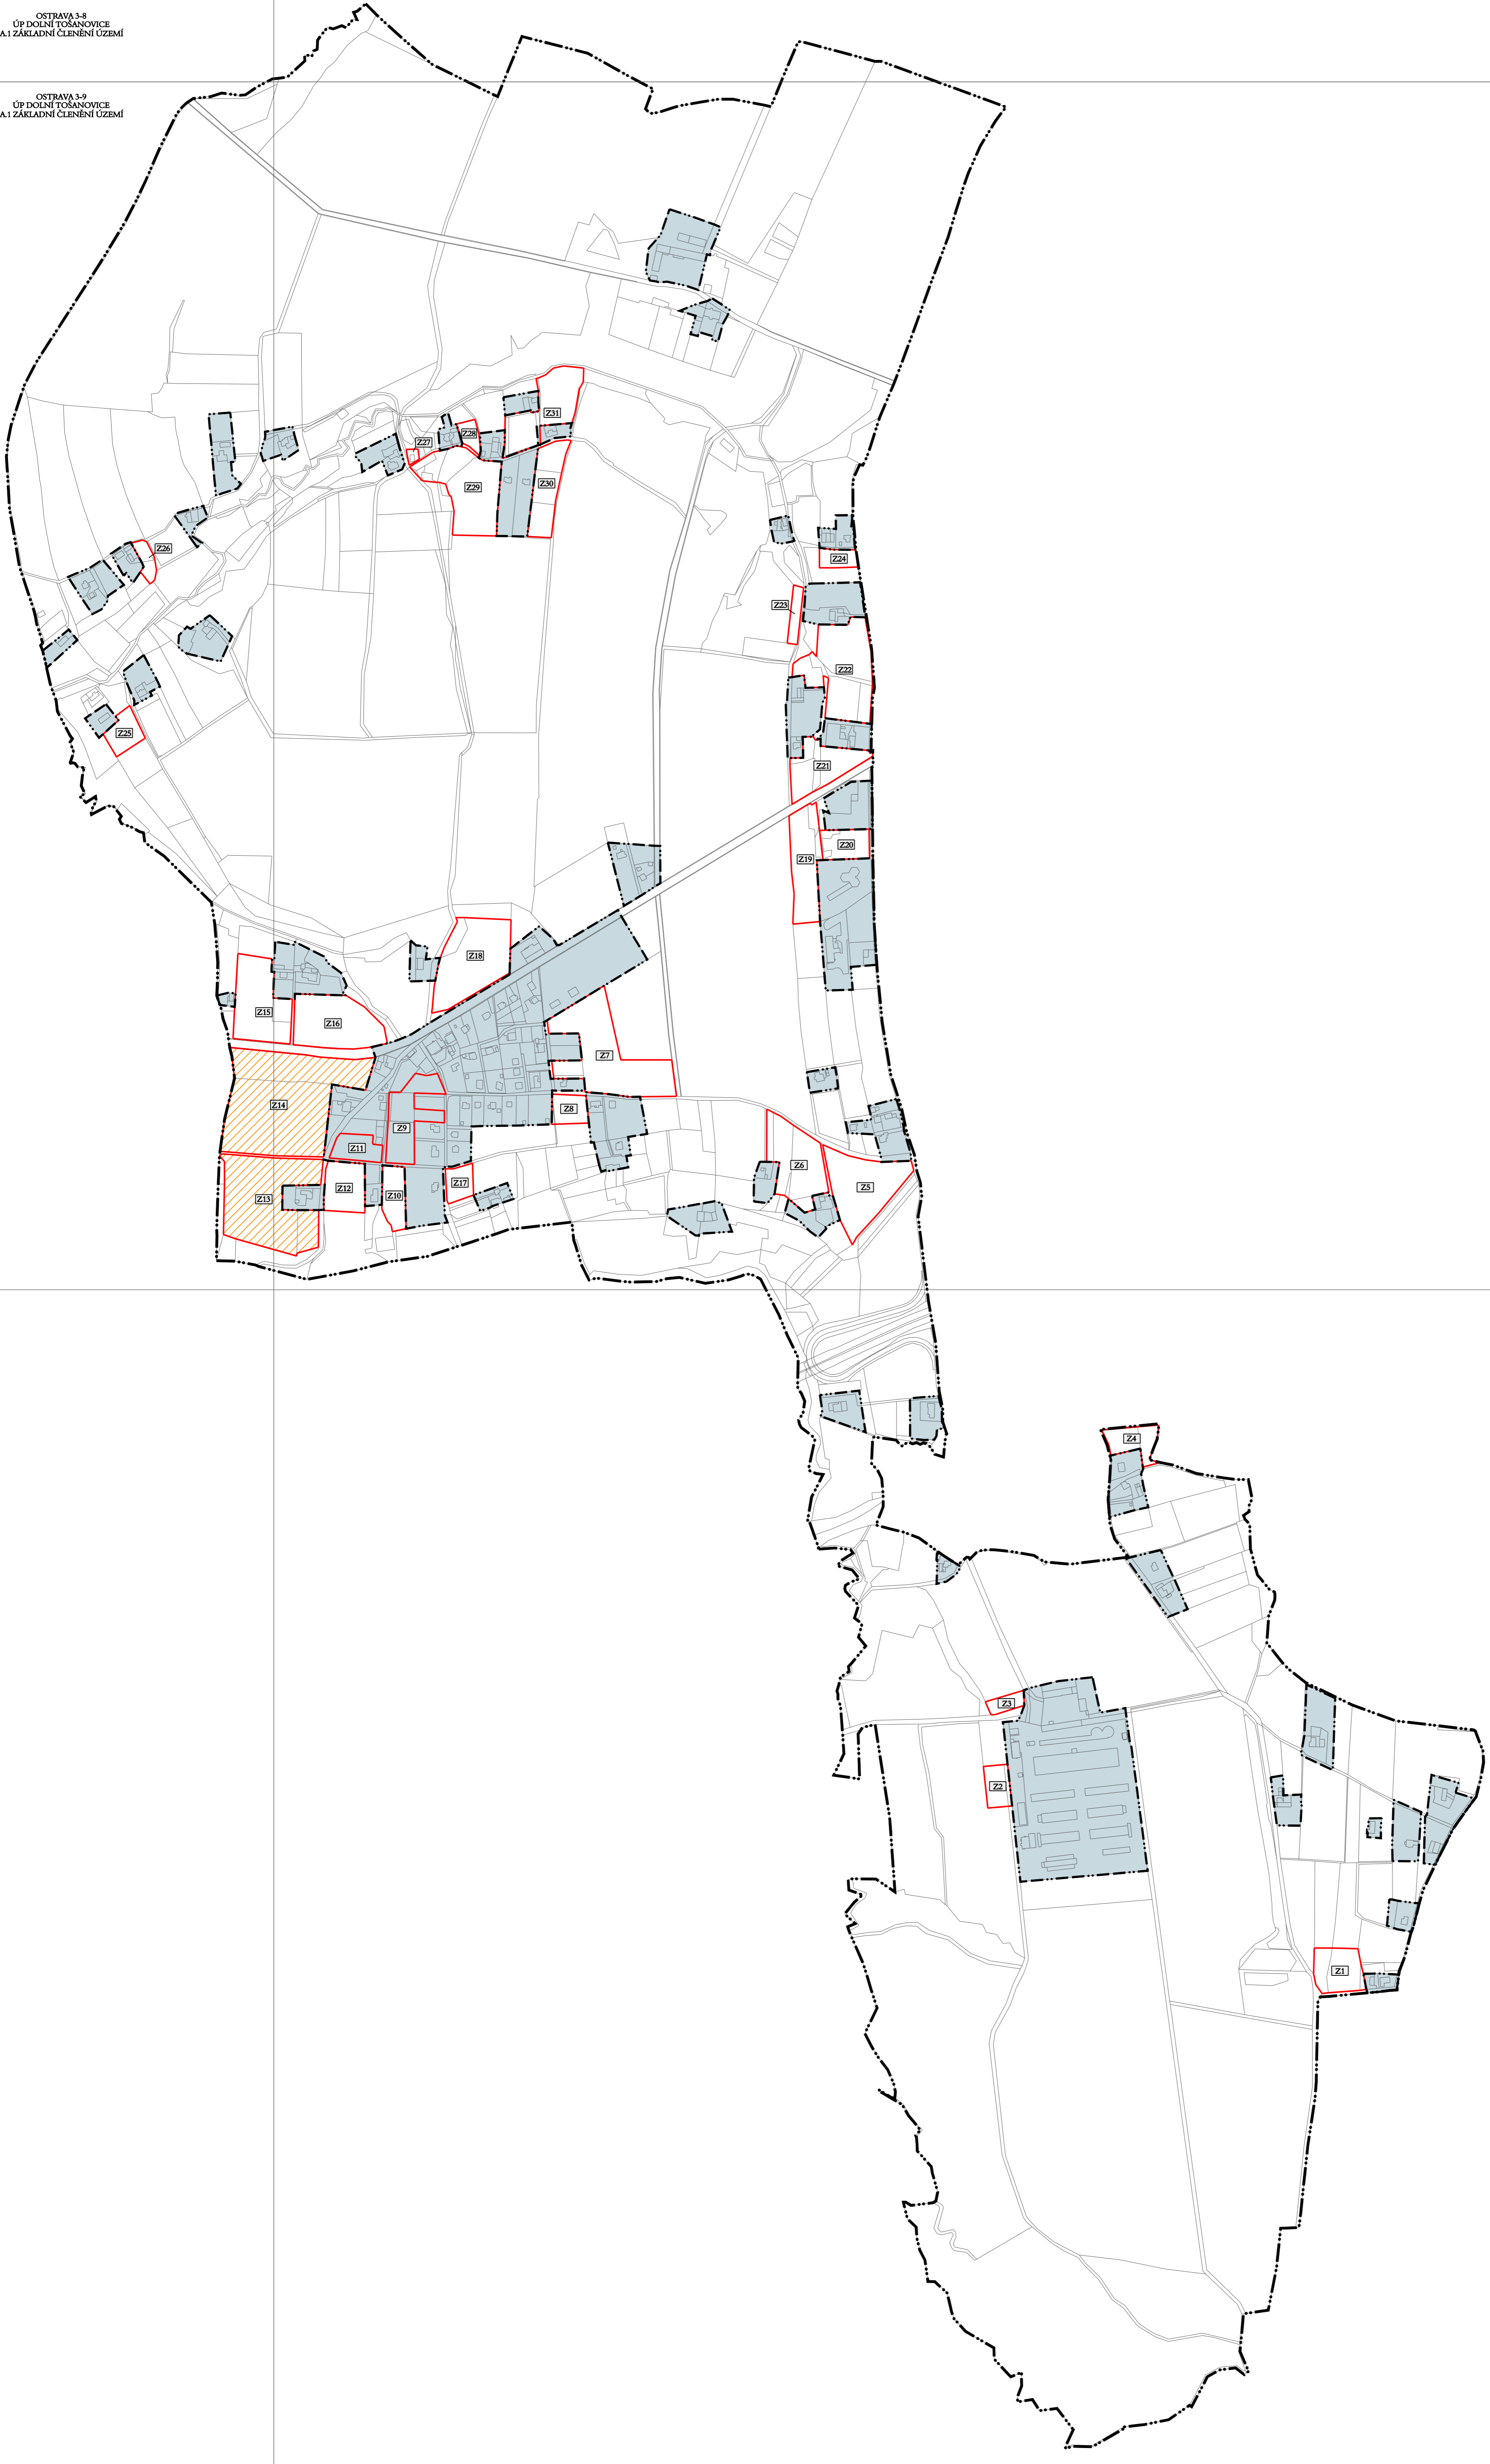 OSTRAVA 3-8
ÚP DOLNÍ TOŠANOVICE
A.1 ZÁKLADNÍ ČLENĚNÍ ÚZEMÍ
OSTRAVA 3-9
ÚP DOLNÍ TOŠANOVICE
A.1 ZÁKLADNÍ ČLENĚNÍ ÚZEMÍ
Z31
Z28
Z27
Z29
Z30
Z26
Z24
Z23
Z22
Z25
Z21
Z20
Z19
Z18
Z15
Z16
Z7
Z14
Z8
Z9
Z11
Z6
Z5
Z17
Z12
Z10
Z13
Z4
Z3
Z2
Z1